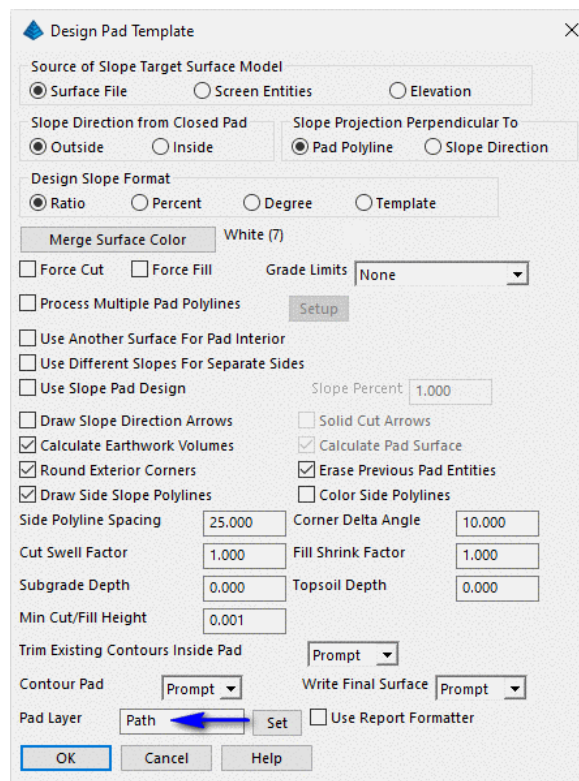 Design Pad Template
Source of Slope Target Surface Model
Surface File Screen Entities Elevation
Slope Direction from Closed Pad Slope Projection Perpendicular To
Outside Inside Pad Polyline Slope Direction
Design Slope Format
Ratio Percent Degree Template
Merge Surface Color White (7)
Force Cut Force Fill Grade Limits None
Process Multiple Pad Polylines Setup
Use Another Surface For Pad Interior
Use Different Slopes For Separate Sides
Use Slope Pad Design Slope Percent 1.000
Draw Slope Direction Arrows Solid Cut Arrows
Calculate Earthwork Volumes Calculate Pad Surface
Round Exterior Corners Erase Previous Pad Entities
Draw Side Slope Polylines Color Side Polylines
Side Polyline Spacing 25.000 Corner Delta Angle 10.000
Cut Swell Factor 1.000 Fill Shrink Factor 1.000
Subgrade Depth 0.000 Topsoil Depth 0.000
Min Cut/Fill Height 0.001
Trim Existing Contours Inside Pad Prompt
Contour Pad Prompt Write Final Surface Prompt
Pad Layer Path Set Use Report Formatter
OK Cancel Help